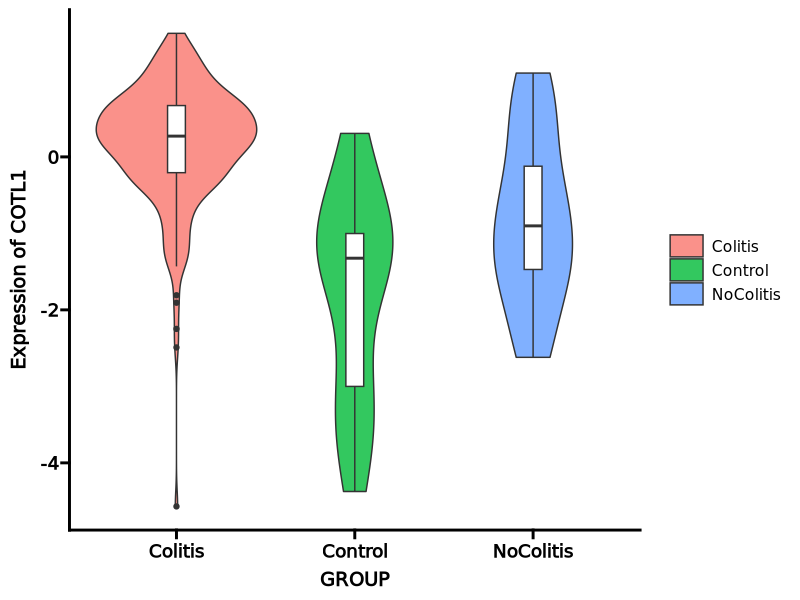 Expression of COTL1
0
-2
-4
Colitis
Control
NoColitis
GROUP
Colitis
Control
NoColitis